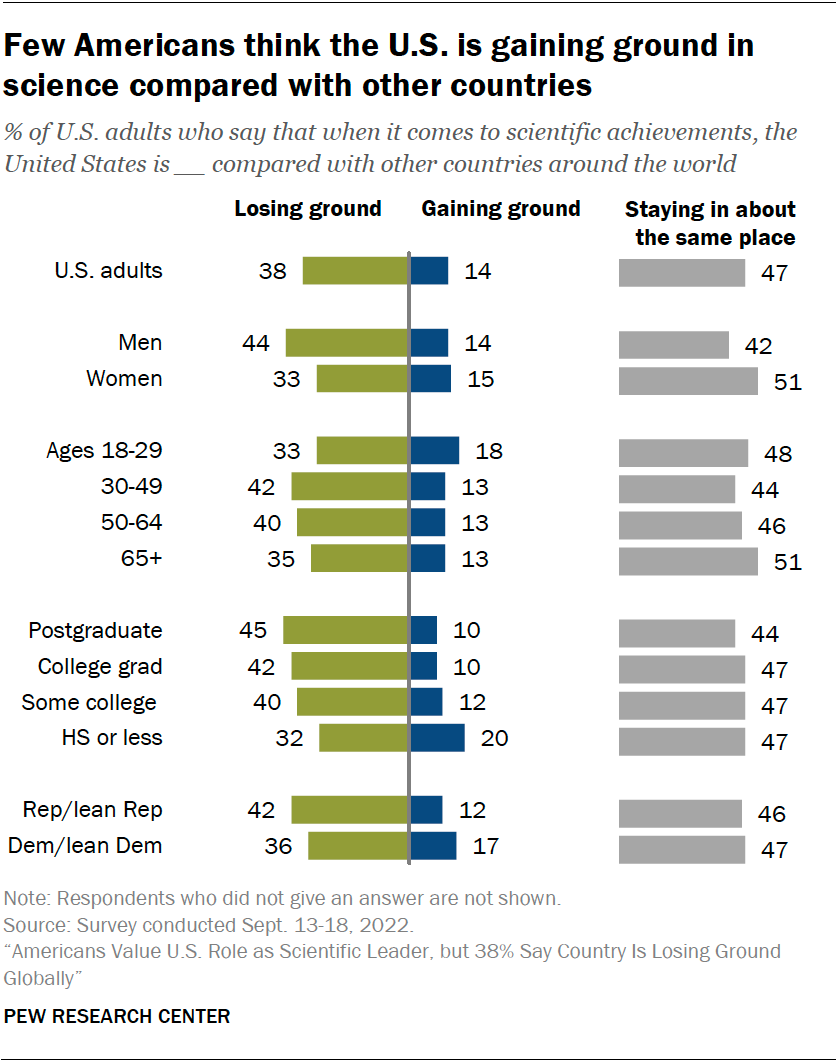 Few Americans think the U.S. is gaining ground in
science compared with other countries
% of U.S. adults who say that when it comes to scientific achievements, the
United States is __ compared with other countries around the world
Losing ground Gaining ground Staying in about
the same place
U.S. adults 38 14 47
Men 44 14 42
Women 33 15 51
Ages 18-29 33 18 48
30-49 42 13 44
50-64 40 13 46
65+ 35 13 51
Postgraduate 45 10 44
College grad 42 10 47
Some college 40 12 47
HS or less 32 20 47
Rep/lean Rep 42 12 46
Dem/lean Dem 36 17 47
Note: Respondents who did not give an answer are not shown.
Source: Survey conducted Sept. 13-18, 2022.
“Americans Value U.S. Role as Scientific Leader, but 38% Say Country Is Losing Ground
Globally”
PEW RESEARCH CENTER